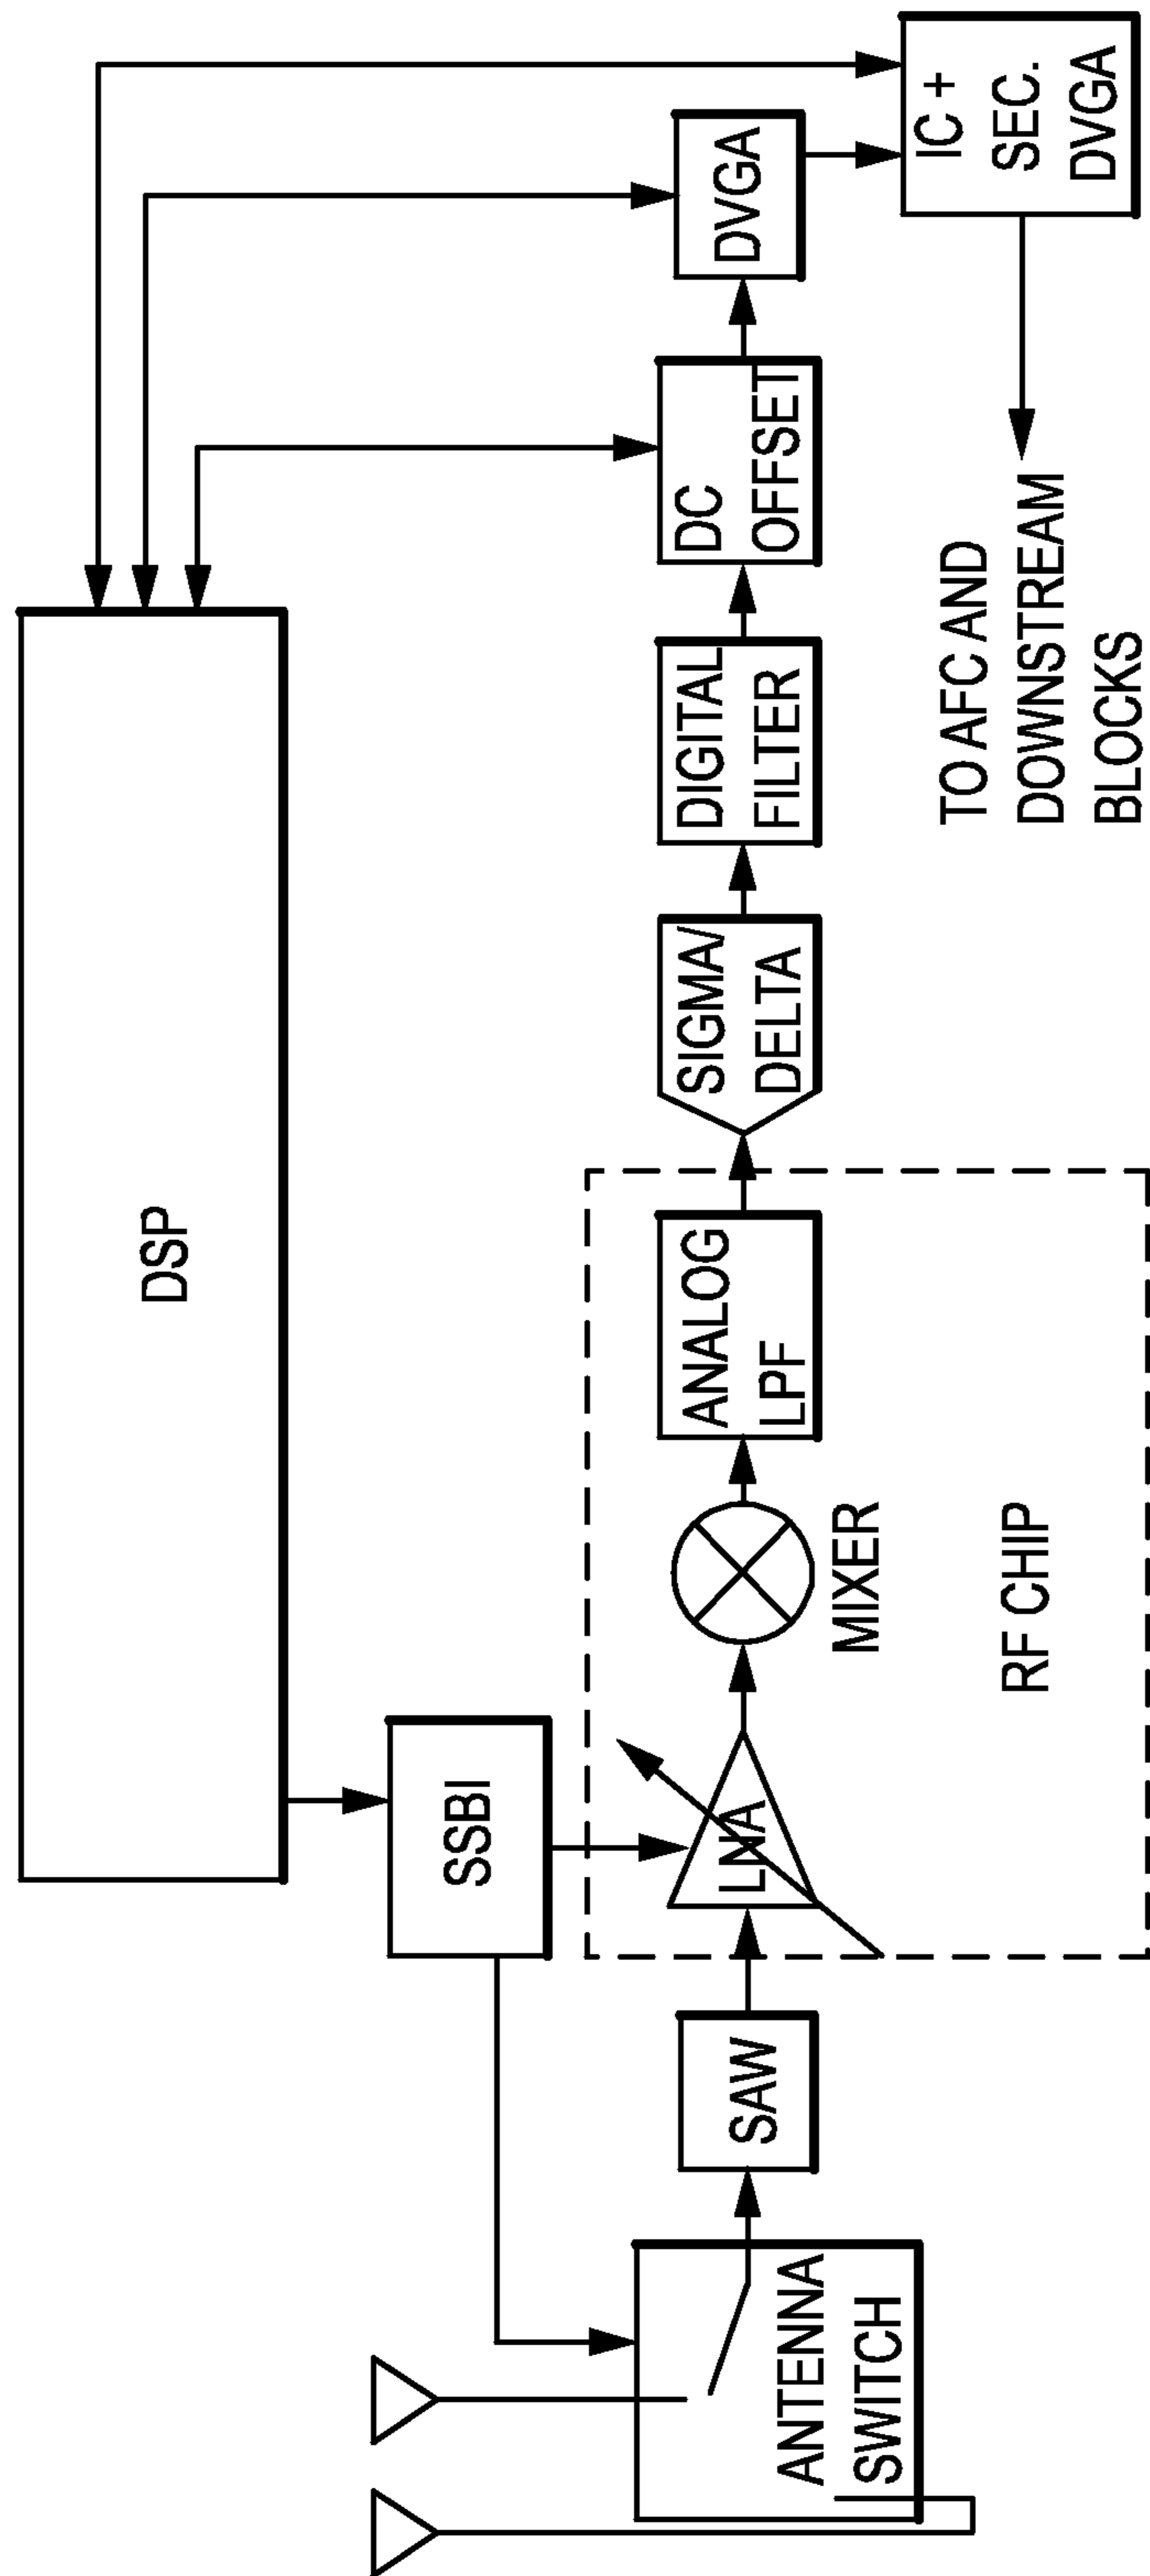 DSP
SSBI
ANTENNA
SWITCH
SAW
LNA
MIXER
ANALOG
LPF
RF CHIP
SIGMA/
DELTA
DIGITAL
FILTER
DC
OFFSET
DVGA
IC +
SEC.
DVGA
TO AFC AND
DOWNSTREAM
BLOCKS